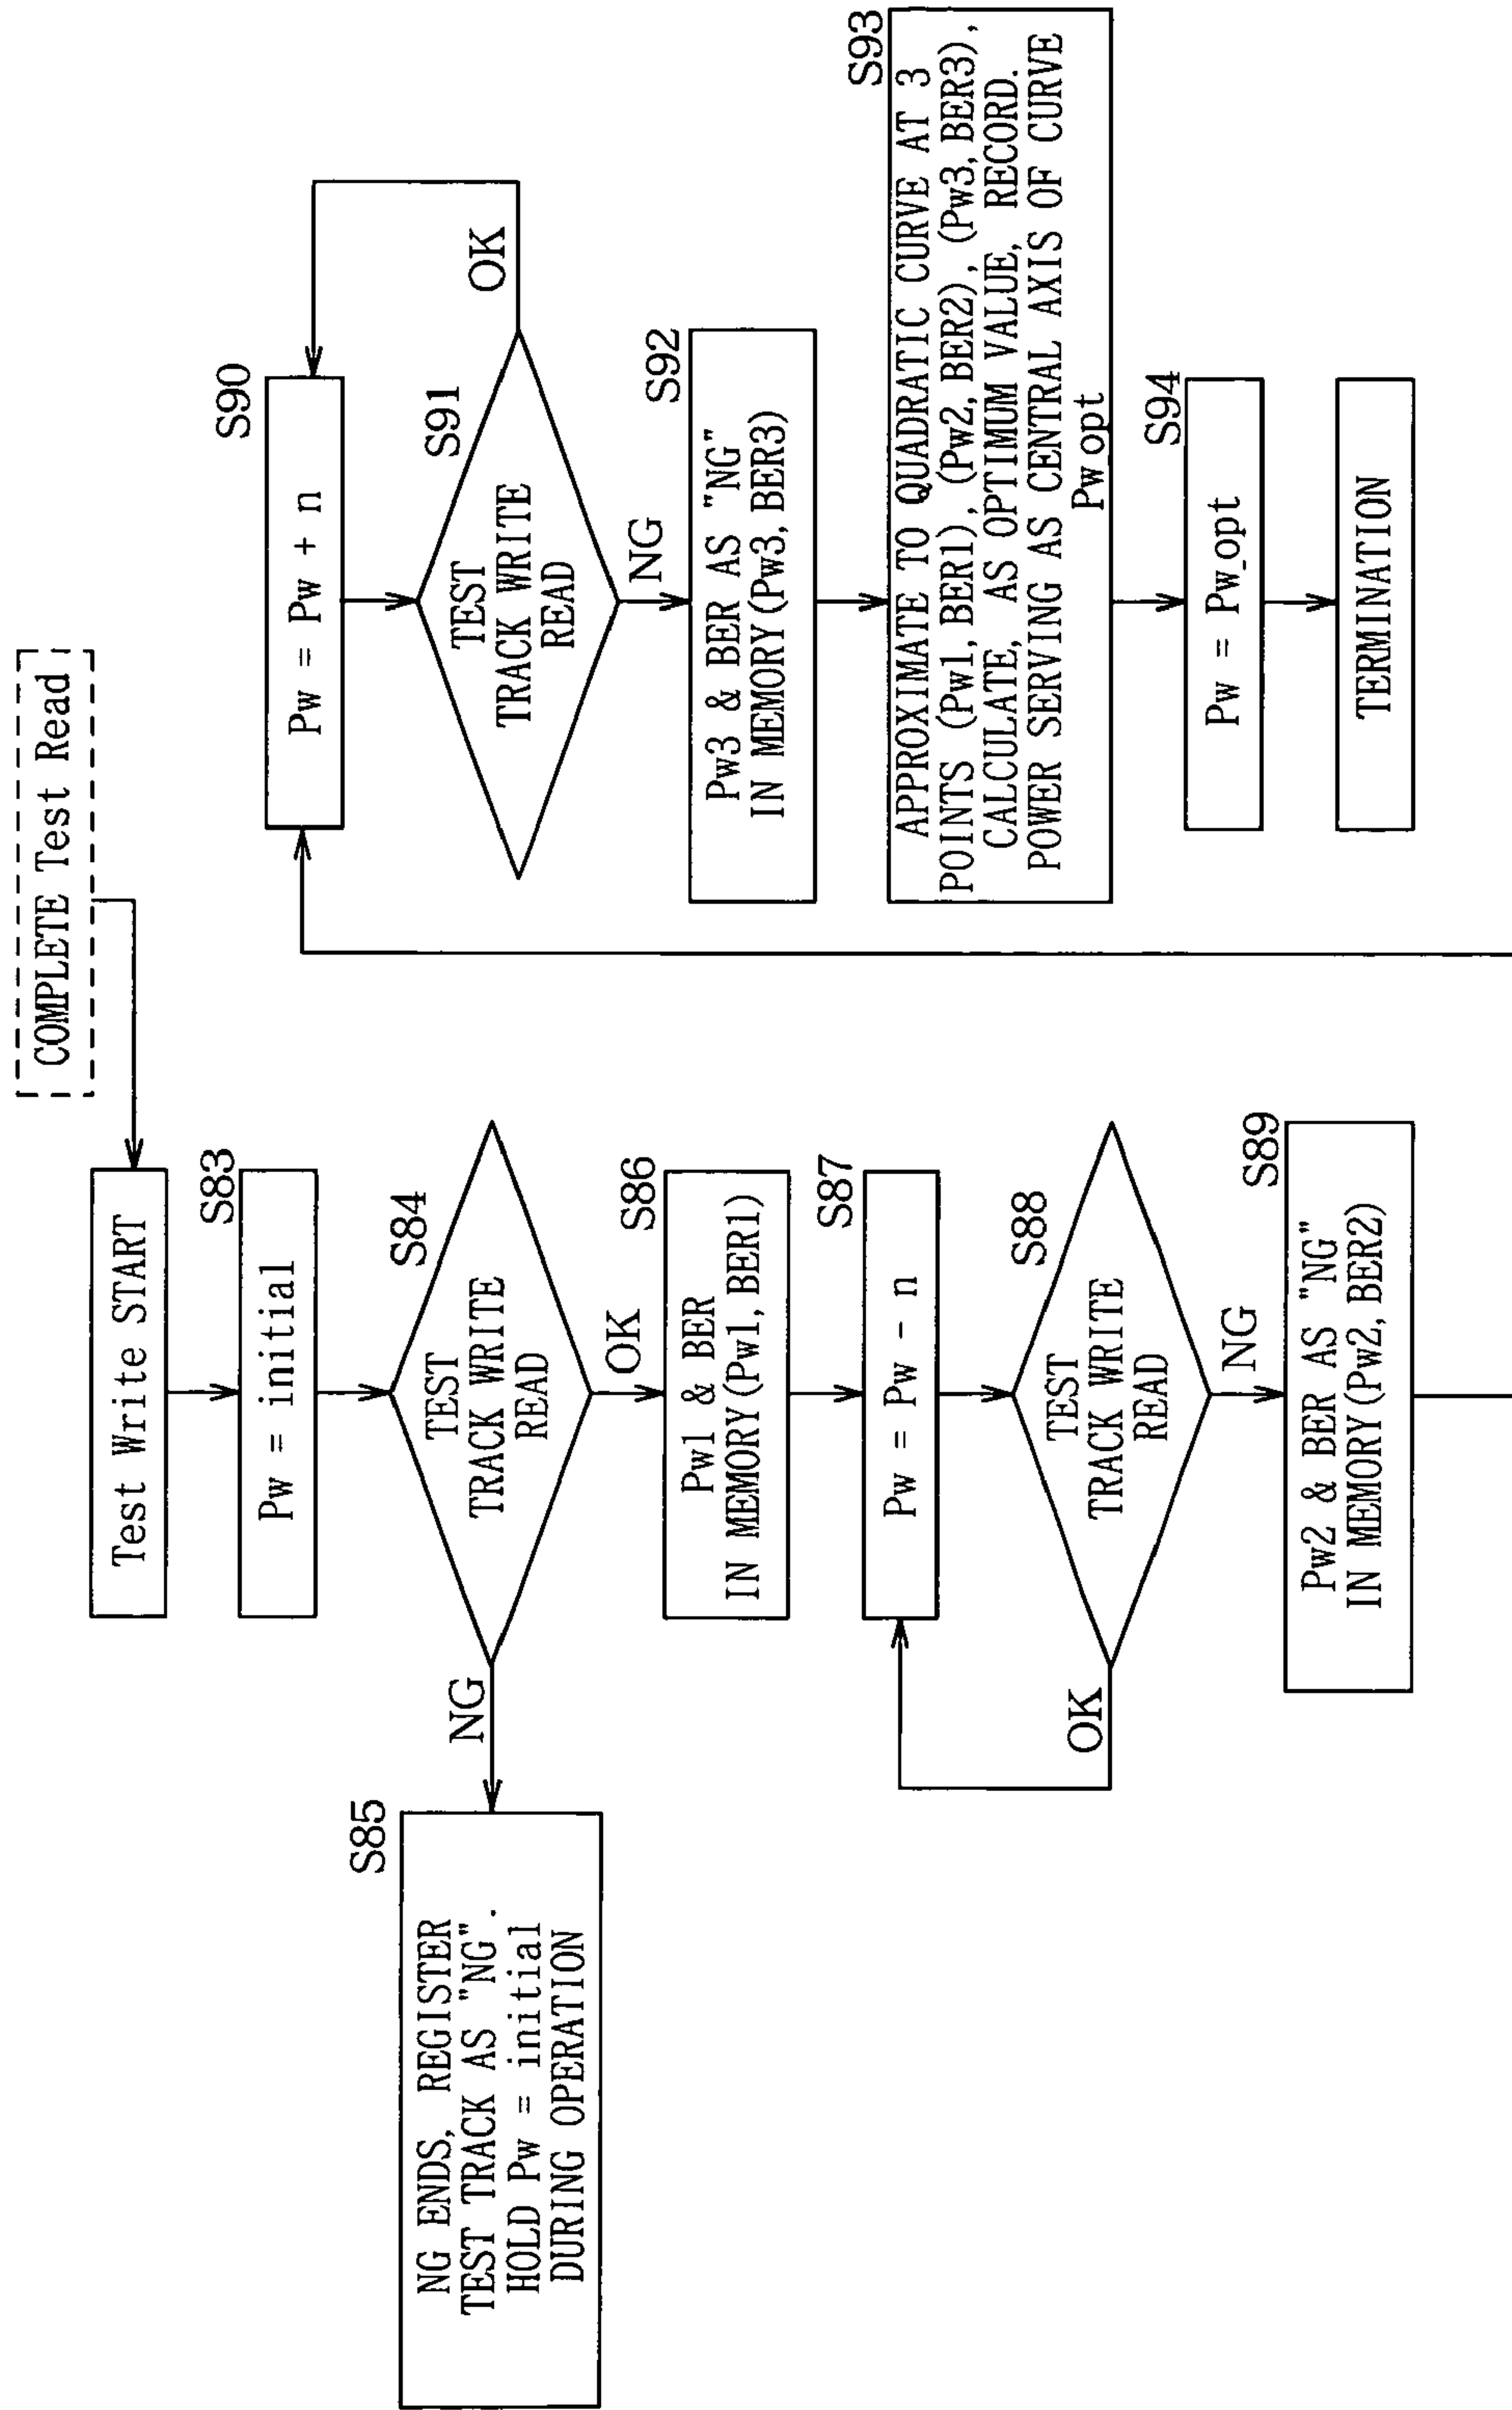 COMPLETE Test Read
Test Write START
S83
Pw = initial
S84
TEST
TRACK WRITE
READ
NG
OK
S85
NG ENDS, REGISTER
TEST TRACK AS "NG".
HOLD Pw = initial
DURING OPERATION
S86
Pw1 & BER
IN MEMORY(Pw1, BER1)
S87
Pw = Pw - n
S88
TEST
TRACK WRITE
READ
OK
NG
S89
Pw2 & BER AS "NG"
IN MEMORY(Pw2, BER2)
S90
Pw = Pw + n
S91
TEST
TRACK WRITE
READ
OK
NG
S92
Pw3 & BER AS "NG"
IN MEMORY(Pw3, BER3)
S93
APPROXIMATE TO QUADRATIC CURVE AT 3
POINTS (Pw1, BER1), (Pw2, BER2), (Pw3, BER3),
CALCULATE, AS OPTIMUM VALUE, RECORD.
POWER SERVING AS CENTRAL AXIS OF CURVE
Pw opt
S94
Pw = Pw_opt
TERMINATION